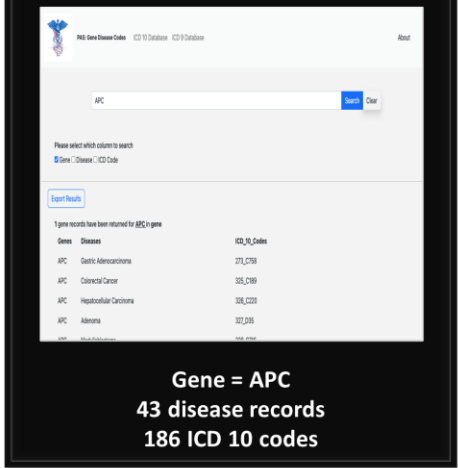 PAS: Gene Disease Codes ICD 10 Database ICD 9 Database About
APC Search Clear
Please select which column to search
Gene Disease ICD Code
Export Results
1 gene records have been returned for APC in gene
Genes Diseases ICD_10_Codes
APC Gastric Adenocarcinoma 273_C758
APC Colorectal Cancer 325_C189
APC Hepatocellular Carcinoma 326_C220
APC Adenoma 327_D35
APC
Gene = APC
43 disease records
186 ICD 10 codes